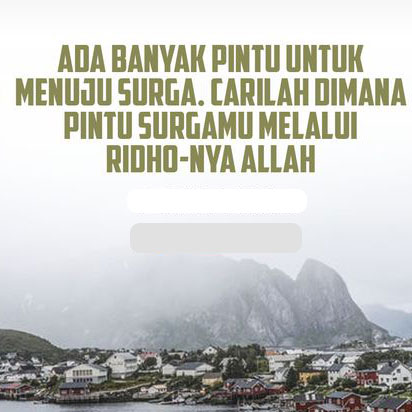 ADA BANYAK PINTU UNTUK
MENUJU SURGA. CARILAH DIMANA
PINTU SURGAMU MELALUI
RIDHO-NYA ALLAH